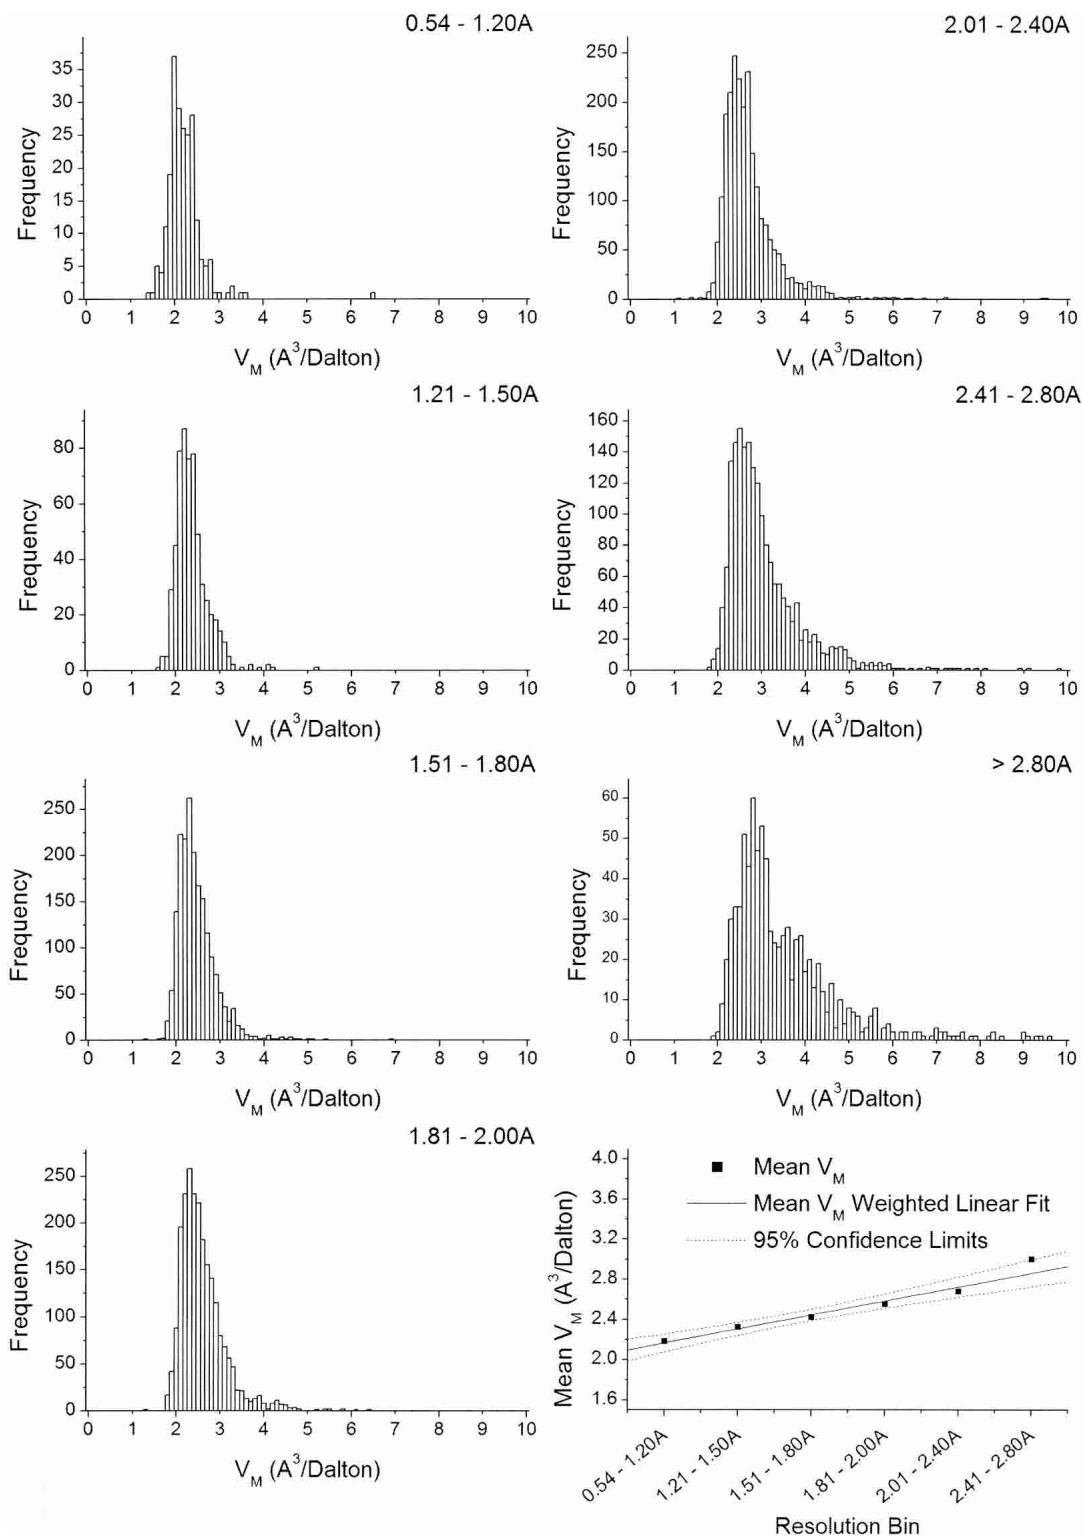 0.54 - 1.20A
Frequency
35
30
25
20
15
10
5
0
0 1 2 3 4 5 6 7 8 9 10
V_M (A^3/Dalton)
2.01 - 2.40A
Frequency
250
200
150
100
50
0
0 1 2 3 4 5 6 7 8 9 10
V_M (A^3/Dalton)
1.21 - 1.50A
Frequency
80
60
40
20
0
0 1 2 3 4 5 6 7 8 9 10
V_M (A^3/Dalton)
2.41 - 2.80A
Frequency
160
140
120
100
80
60
40
20
0
0 1 2 3 4 5 6 7 8 9 10
V_M (A^3/Dalton)
1.51 - 1.80A
Frequency
250
200
150
100
50
0
0 1 2 3 4 5 6 7 8 9 10
V_M (A^3/Dalton)
> 2.80A
Frequency
60
50
40
30
20
10
0
0 1 2 3 4 5 6 7 8 9 10
V_M (A^3/Dalton)
1.81 - 2.00A
Frequency
250
200
150
100
50
0
0 1 2 3 4 5 6 7 8 9 10
V_M (A^3/Dalton)
Mean V_M
Mean V_M Weighted Linear Fit
95% Confidence Limits
Mean V_M (A^3/Dalton)
4.0
3.6
3.2
2.8
2.4
2.0
1.6
0.54 - 1.20A
1.21 - 1.50A
1.51 - 1.80A
1.81 - 2.00A
2.01 - 2.40A
2.41 - 2.80A
Resolution Bin